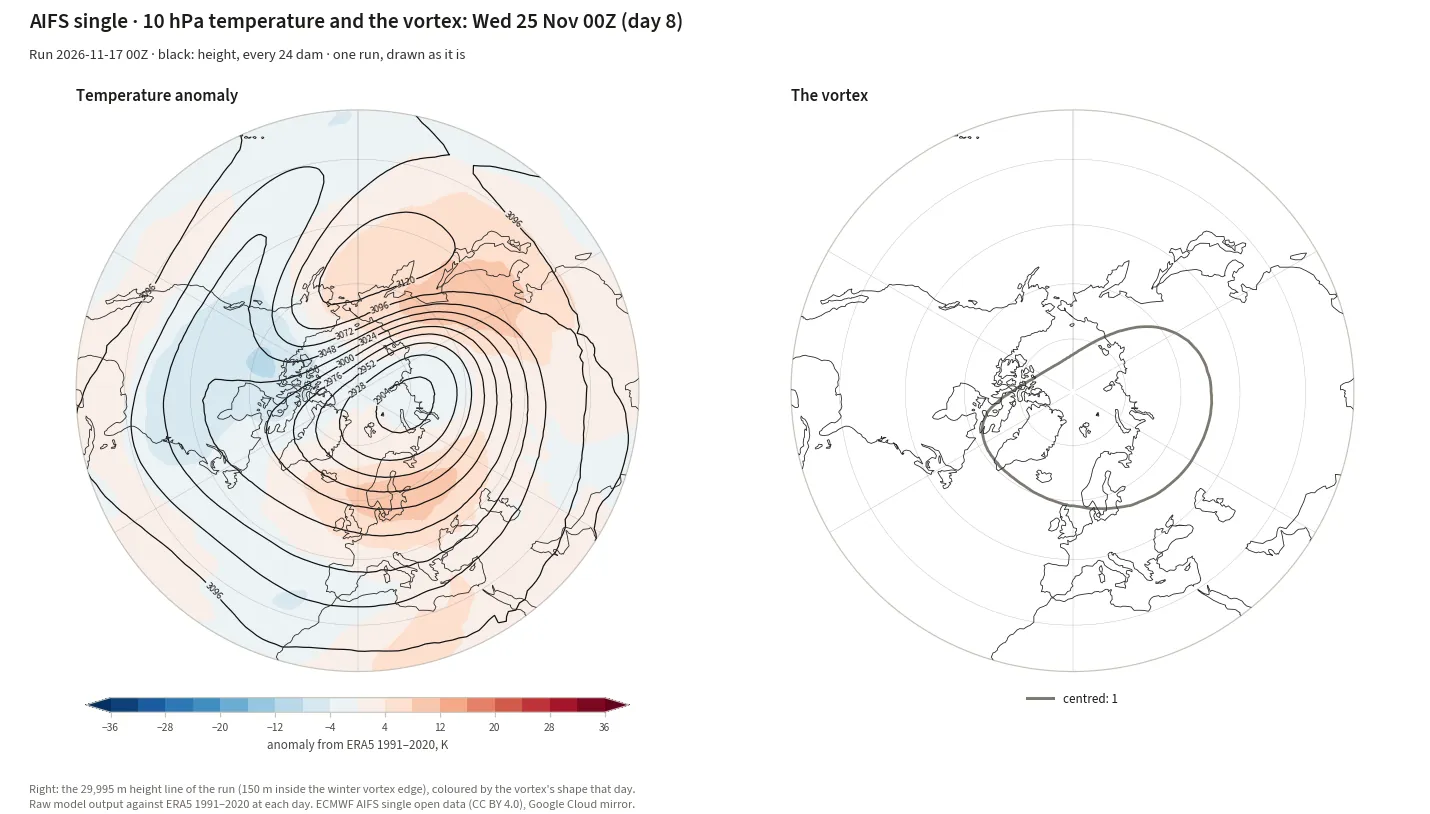 AIFS single · 10 hPa temperature and the vortex: Wed 25 Nov 00Z (day 8)
Run 2026-11-17 00Z · black: height, every 24 dam · one run, drawn as it is
Temperature anomaly
The vortex
3096
3096
3120
3096
3072
3024
3048
3000
2952
2976
2928
2904
3096
−36 −28 −20 −12 −4 4 12 20 28 36
anomaly from ERA5 1991–2020, K
centred: 1
Right: the 29,995 m height line of the run (150 m inside the winter vortex edge), coloured by the vortex's shape that day.
Raw model output against ERA5 1991–2020 at each day. ECMWF AIFS single open data (CC BY 4.0), Google Cloud mirror.